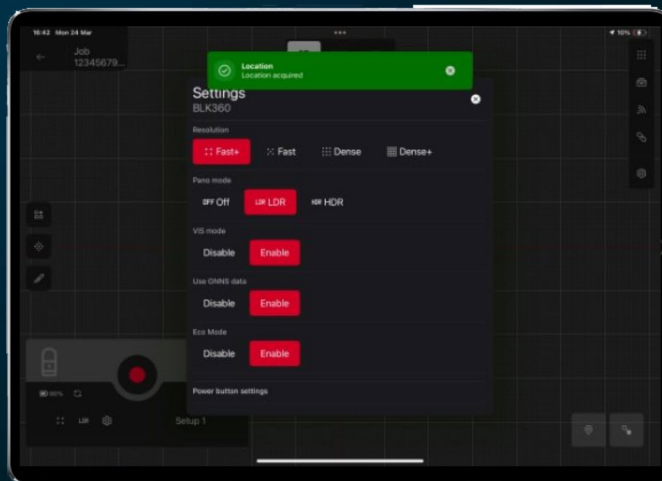 16:42 Mon 24 Mar
10%
Job
12345679...
Location
Location acquired
Settings
BLK360
Resolution
Fast+ Fast Dense Dense+
Pano mode
OFF Off LDR LDR HDR HDR
VIS mode
Disable Enable
Use GNNS data
Disable Enable
Eco Mode
Disable Enable
Power button settings
LDR
Setup 1